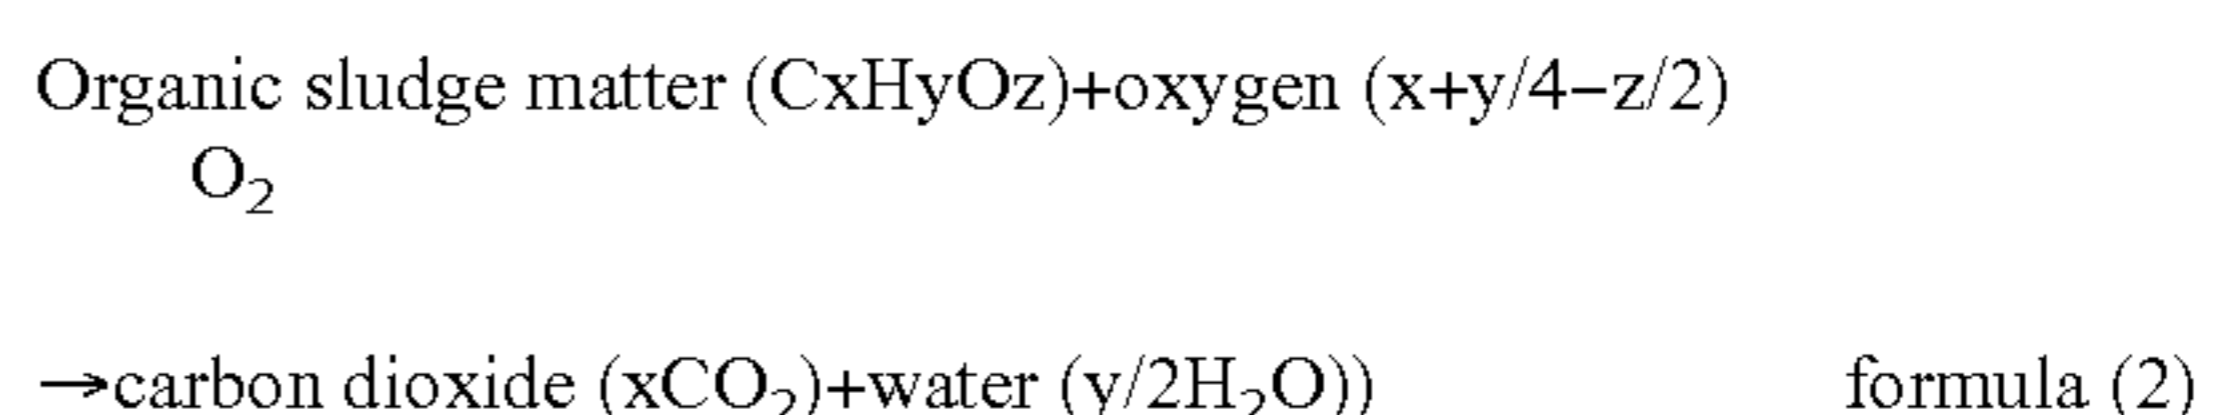 Organic sludge matter (CxHyOz)+oxygen (x+y/4−z/2)
O₂
→carbon dioxide (xCO₂)+water (y/2H₂O)) formula (2)